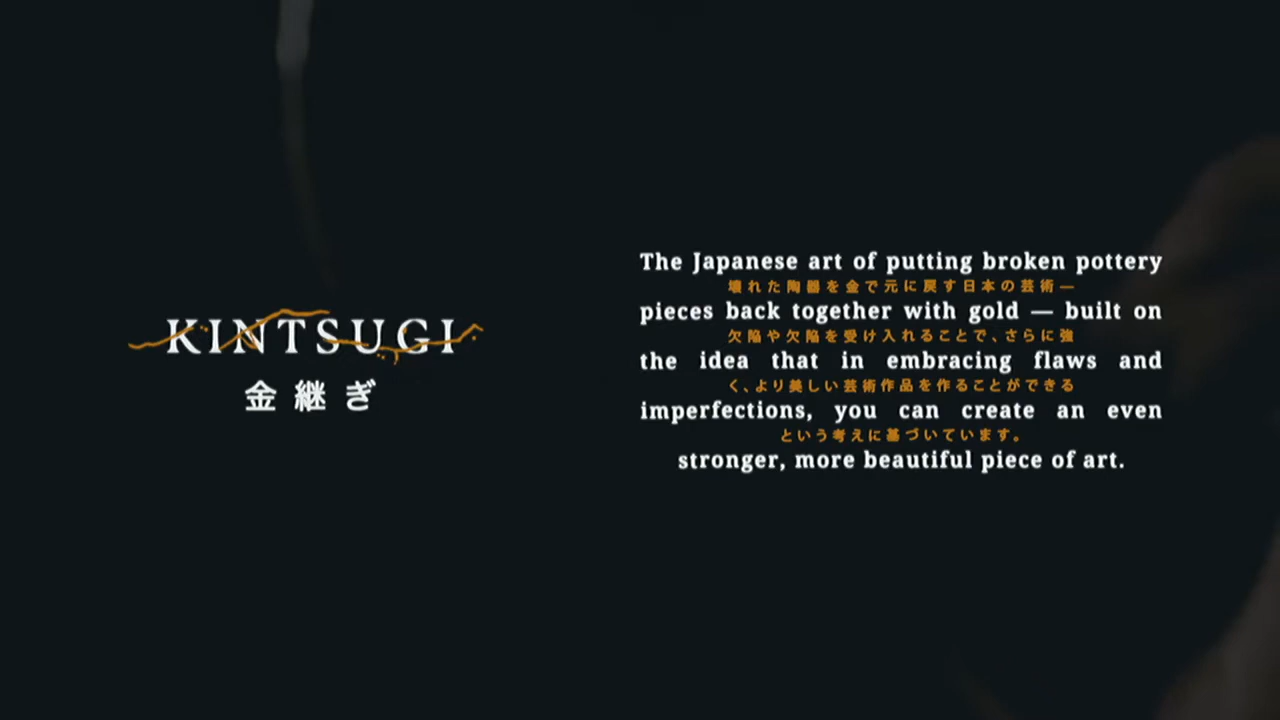 KINTSUGI
金継ぎ
The Japanese art of putting broken pottery
壊れた陶器を金で元に戻す日本の芸術—
pieces back together with gold — built on
欠陥や欠陥を受け入れることで、さらに強
the idea that in embracing flaws and
く、より美しい芸術作品を作ることができる
imperfections, you can create an even
という考えに基づいています。
stronger, more beautiful piece of art.